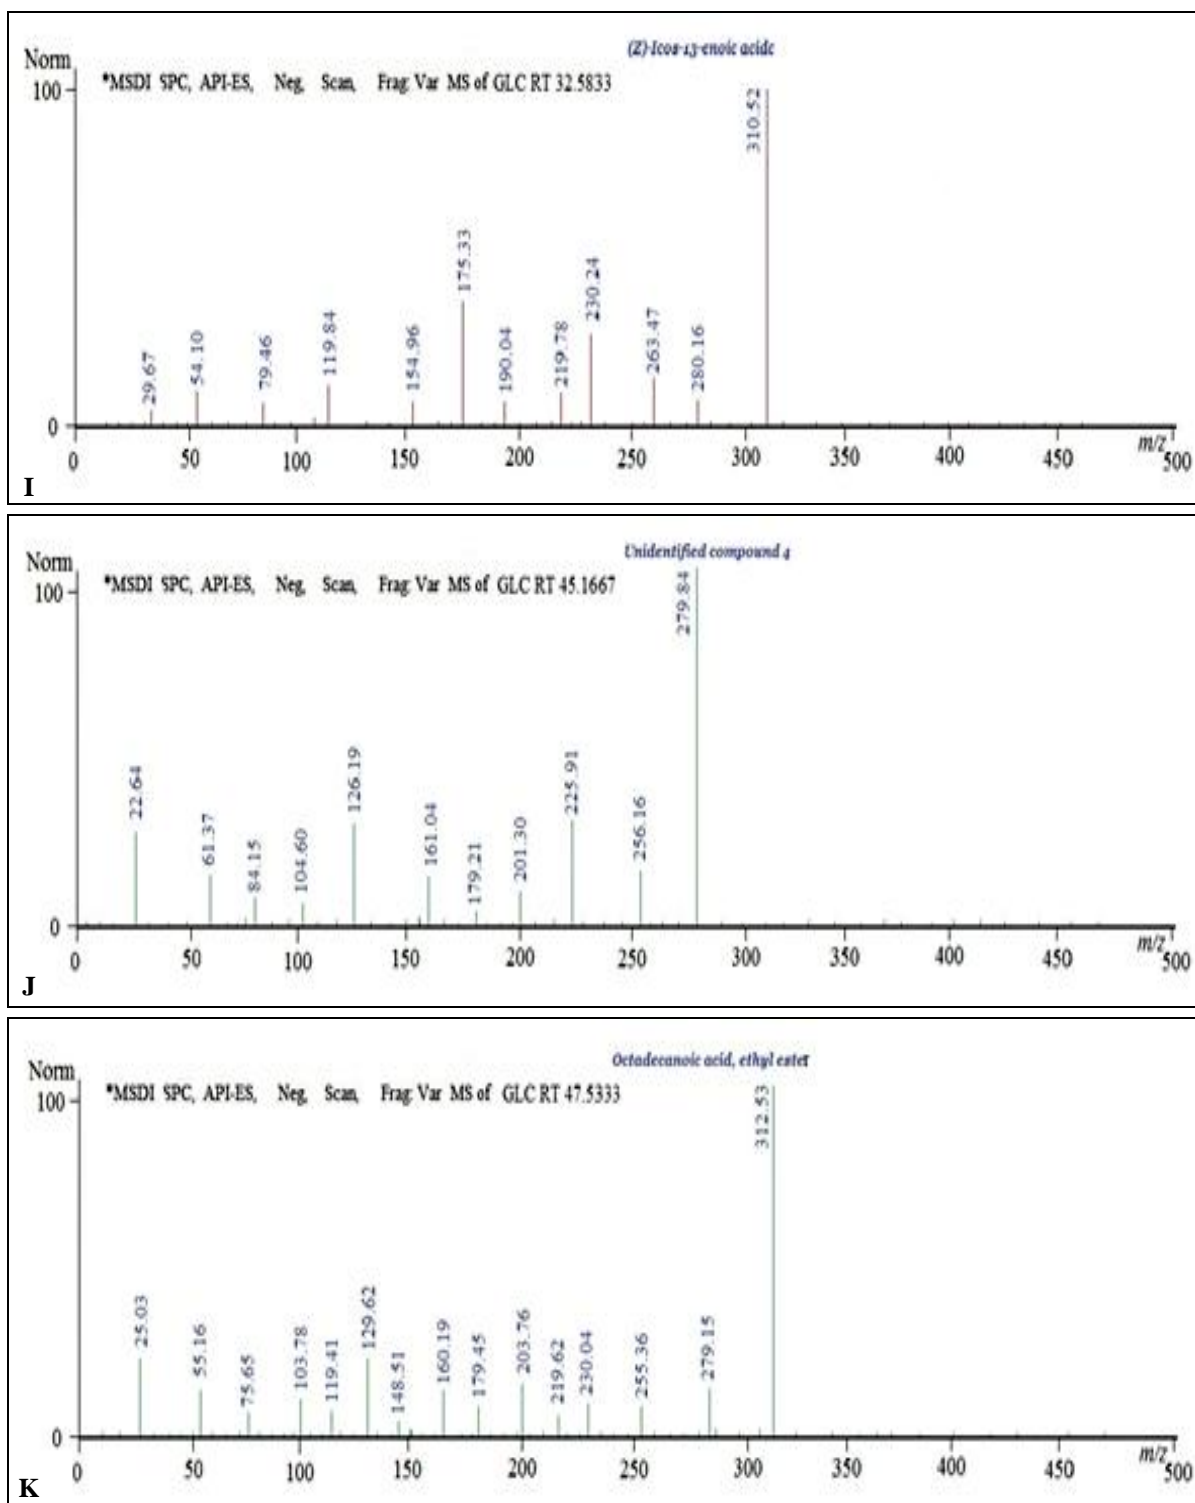 (Z)-Icos-13-enoic acidc
Norm
*MSDI SPC, API-ES, Neg, Scan, Frag: Var MS of GLC RT 32.5833
100
310.52
175.33
230.24
119.84
219.78
263.47
54.10
154.96
190.04
280.16
79.46
29.67
0
m/z
0 50 100 150 200 250 300 350 400 450 500
I
Unidentified compound 4
Norm
*MSDI SPC, API-ES, Neg, Scan, Frag: Var MS of GLC RT 45.1667
100
279.84
22.64
126.19
225.91
61.37
161.04
256.16
84.15
104.60
201.30
179.21
0
m/z
0 50 100 150 200 250 300 350 400 450 500
J
Octadecanoic acid, ethyl ester
Norm
*MSDI SPC, API-ES, Neg, Scan, Frag: Var MS of GLC RT 47.5333
100
312.53
25.03
129.62
55.16
103.78
160.19
203.76
279.15
75.65
119.41
148.51
179.45
219.62
230.04
255.36
0
m/z
0 50 100 150 200 250 300 350 400 450 500
K